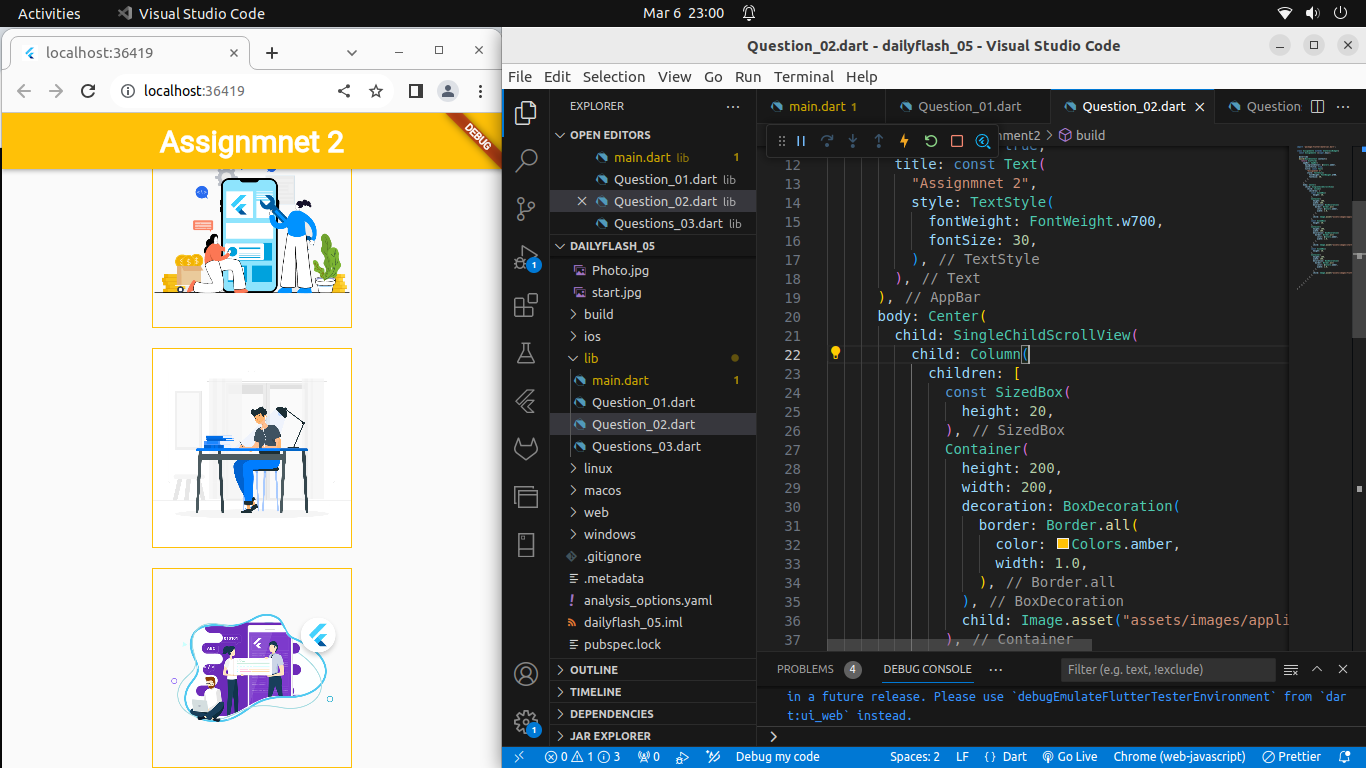 Activities
Visual Studio Code
Mar 6 23:00
localhost:36419
localhost:36419
Assignmnet 2
DEBUG
Question_02.dart - dailyflash_05 - Visual Studio Code
File Edit Selection View Go Run Terminal Help
EXPLORER
OPEN EDITORS
main.dart lib 1
Question_01.dart lib
Question_02.dart lib
Questions_03.dart lib
DAILYFLASH_05
Photo.jpg
start.jpg
build
ios
lib
main.dart 1
Question_01.dart
Question_02.dart
Questions_03.dart
linux
macos
web
windows
.gitignore
.metadata
analysis_options.yaml
dailyflash_05.iml
pubspec.lock
OUTLINE
TIMELINE
DEPENDENCIES
JAR EXPLORER
1
1
main.dart 1
Question_01.dart
Question_02.dart
Question
nment2 > build
12 title: const Text(
13 "Assignmnet 2",
14 style: TextStyle(
15 fontWeight: FontWeight.w700,
16 fontSize: 30,
17 ), // TextStyle
18 ), // Text
19 ), // AppBar
20 body: Center(
21 child: SingleChildScrollView(
22 child: Column(
23 children: [
24 const SizedBox(
25 height: 20,
26 ), // SizedBox
27 Container(
28 height: 200,
29 width: 200,
30 decoration: BoxDecoration(
31 border: Border.all(
32 color: Colors.amber,
33 width: 1.0,
34 ), // Border.all
35 ), // BoxDecoration
36 child: Image.asset("assets/images/appli
37 ), // Container
PROBLEMS 4 DEBUG CONSOLE
Filter (e.g. text, !exclude)
in a future release. Please use `debugEmulateFlutterTesterEnvironment` from `dar
t:ui_web` instead.
0 1 3 0 Debug my code
Spaces: 2 LF { } Dart Go Live Chrome (web-javascript) Prettier